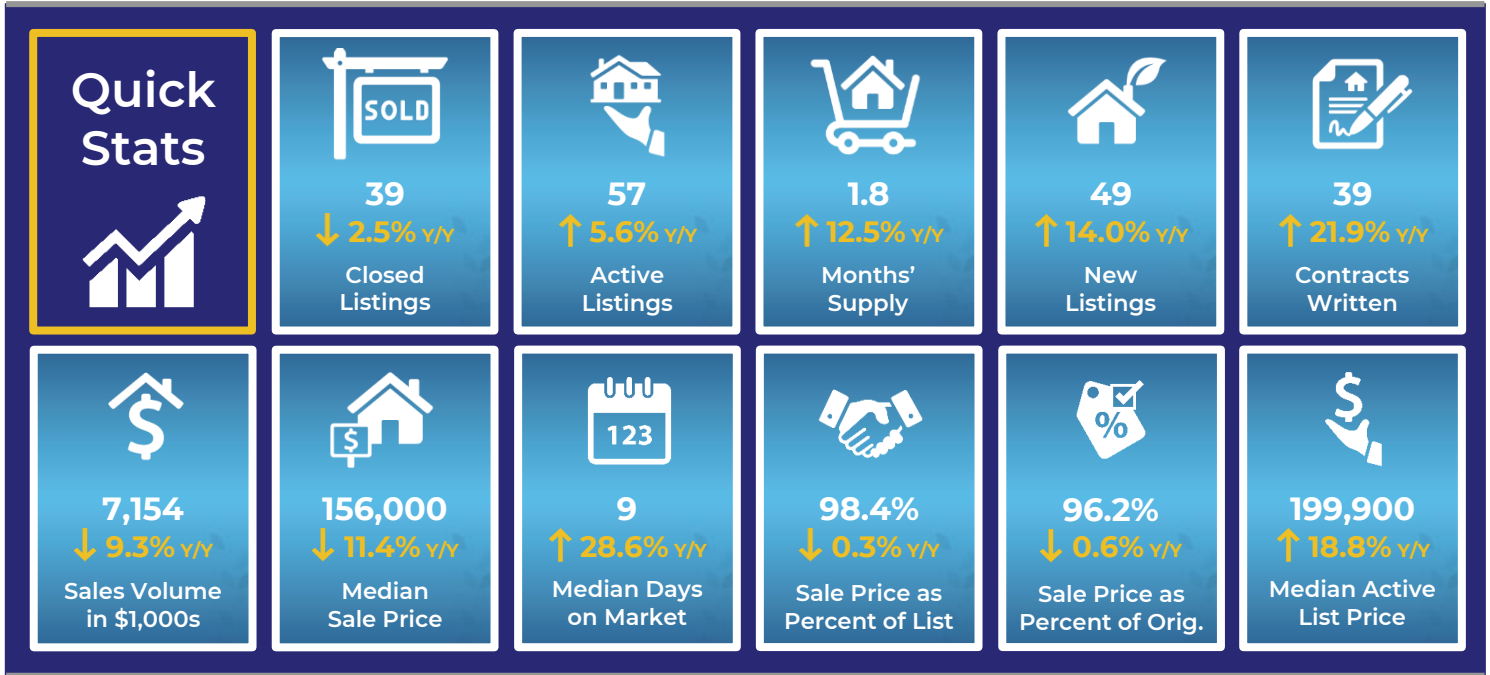 Quick
Stats
SOLD
39
↓ 2.5% Y/Y
Closed
Listings
57
↑ 5.6% Y/Y
Active
Listings
1.8
↑ 12.5% Y/Y
Months’
Supply
49
↑ 14.0% Y/Y
New
Listings
39
↑ 21.9% Y/Y
Contracts
Written
$
7,154
↓ 9.3% Y/Y
Sales Volume
in $1,000s
$
156,000
↓ 11.4% Y/Y
Median
Sale Price
123
9
↑ 28.6% Y/Y
Median Days
on Market
98.4%
↓ 0.3% Y/Y
Sale Price as
Percent of List
%
96.2%
↓ 0.6% Y/Y
Sale Price as
Percent of Orig.
$
199,900
↑ 18.8% Y/Y
Median Active
List Price